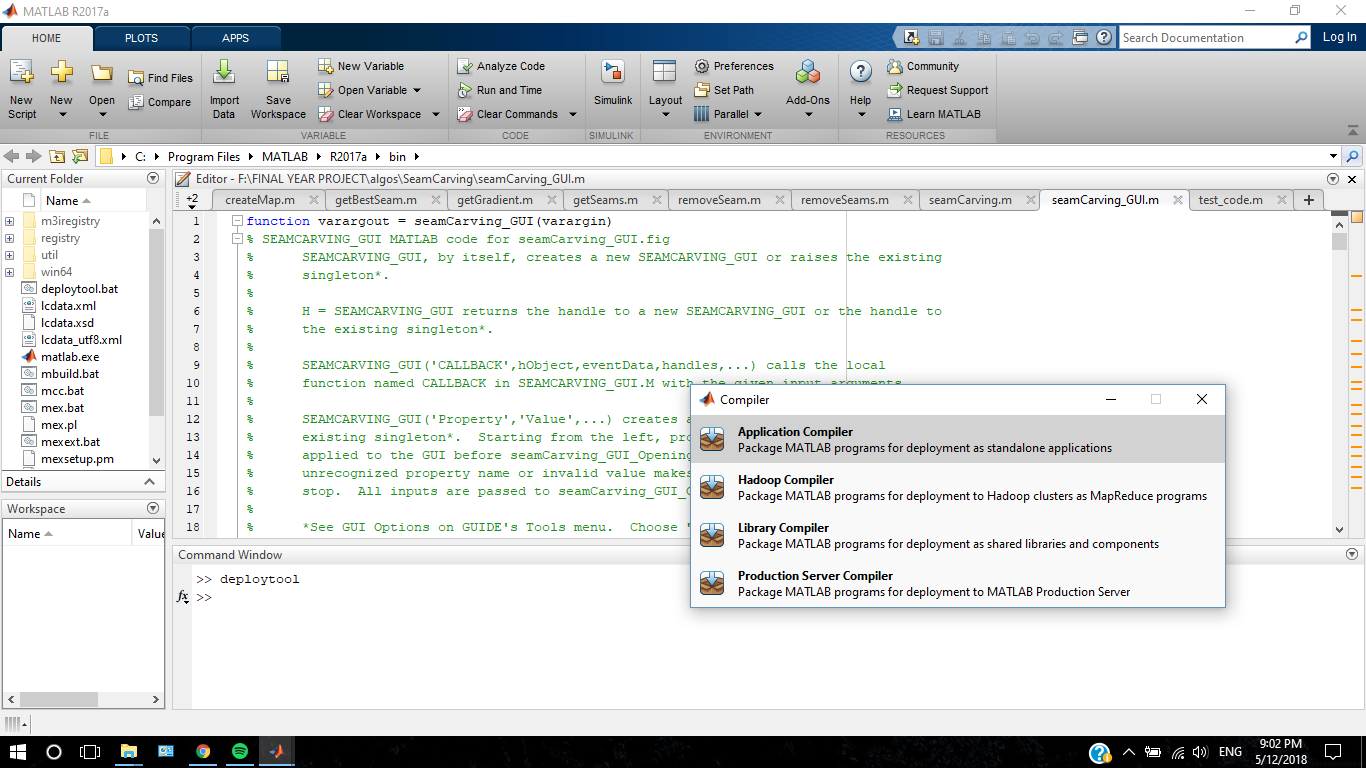 MATLAB R2017a
HOME PLOTS APPS
Search Documentation
Log In
New Script
New
Open
Find Files
Compare
FILE
Import Data
Save Workspace
New Variable
Open Variable
Clear Workspace
VARIABLE
Analyze Code
Run and Time
Clear Commands
CODE
Simulink
SIMULINK
Layout
Preferences
Set Path
Parallel
Add-Ons
ENVIRONMENT
Help
Community
Request Support
Learn MATLAB
RESOURCES
C: Program Files MATLAB R2017a bin
Current Folder
Name
m3iregistry
registry
util
win64
deploytool.bat
lcdata.xml
lcdata.xsd
lcdata_utf8.xml
matlab.exe
mbuild.bat
mcc.bat
mex.bat
mex.pl
mexext.bat
mexsetup.pm
Details
Workspace
Name Value
Editor - F:\FINAL YEAR PROJECT\algos\SeamCarving\seamCarving_GUI.m
+2 createMap.m getBestSeam.m getGradient.m getSeams.m removeSeam.m removeSeams.m seamCarving.m seamCarving_GUI.m test_code.m
1 function varargout = seamCarving_GUI(varargin)
2 % SEAMCARVING_GUI MATLAB code for seamCarving_GUI.fig
3 % SEAMCARVING_GUI, by itself, creates a new SEAMCARVING_GUI or raises the existing
4 % singleton*.
5 %
6 % H = SEAMCARVING_GUI returns the handle to a new SEAMCARVING_GUI or the handle to
7 % the existing singleton*.
8 %
9 % SEAMCARVING_GUI('CALLBACK',hObject,eventData,handles,...) calls the local
10 % function named CALLBACK in SEAMCARVING_GUI.M with the given input arguments
11 %
12 % SEAMCARVING_GUI('Property','Value',...) creates a
13 % existing singleton*. Starting from the left, pro
14 % applied to the GUI before seamCarving_GUI_Opening
15 % unrecognized property name or invalid value makes
16 % stop. All inputs are passed to seamCarving_GUI_O
17 %
18 % *See GUI Options on GUIDE's Tools menu. Choose "
Compiler
Application Compiler
Package MATLAB programs for deployment as standalone applications
Hadoop Compiler
Package MATLAB programs for deployment to Hadoop clusters as MapReduce programs
Library Compiler
Package MATLAB programs for deployment as shared libraries and components
Production Server Compiler
Package MATLAB programs for deployment to MATLAB Production Server
Command Window
>> deploytool
fx >>
ENG
9:02 PM
5/12/2018